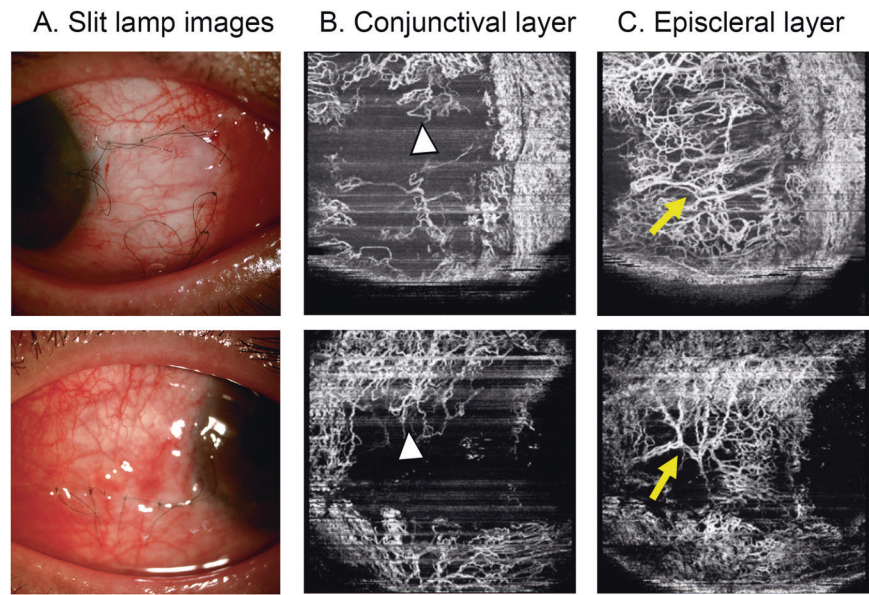 A. Slit lamp images
B. Conjunctival layer
C. Episcleral layer